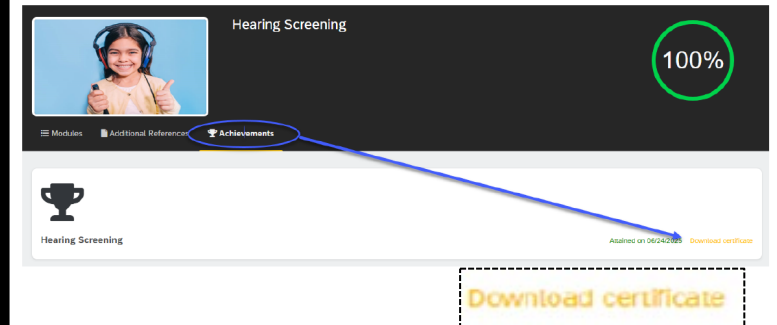 Hearing Screening
100%
Modules Additional References Achievements
Hearing Screening
Attained on 06/24/2025 Download certificate
Download certificate